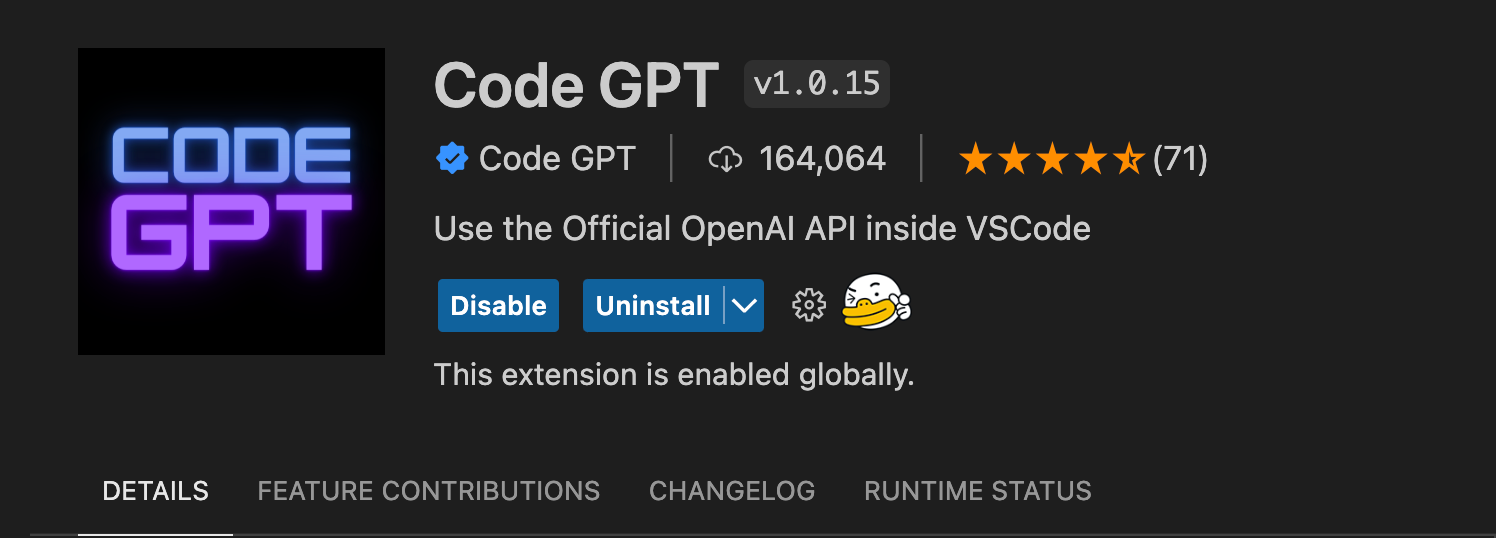 CODE
GPT
Code GPT v1.0.15
Code GPT 164,064 (71)
Use the Official OpenAI API inside VSCode
Disable Uninstall
This extension is enabled globally.
DETAILS FEATURE CONTRIBUTIONS CHANGELOG RUNTIME STATUS